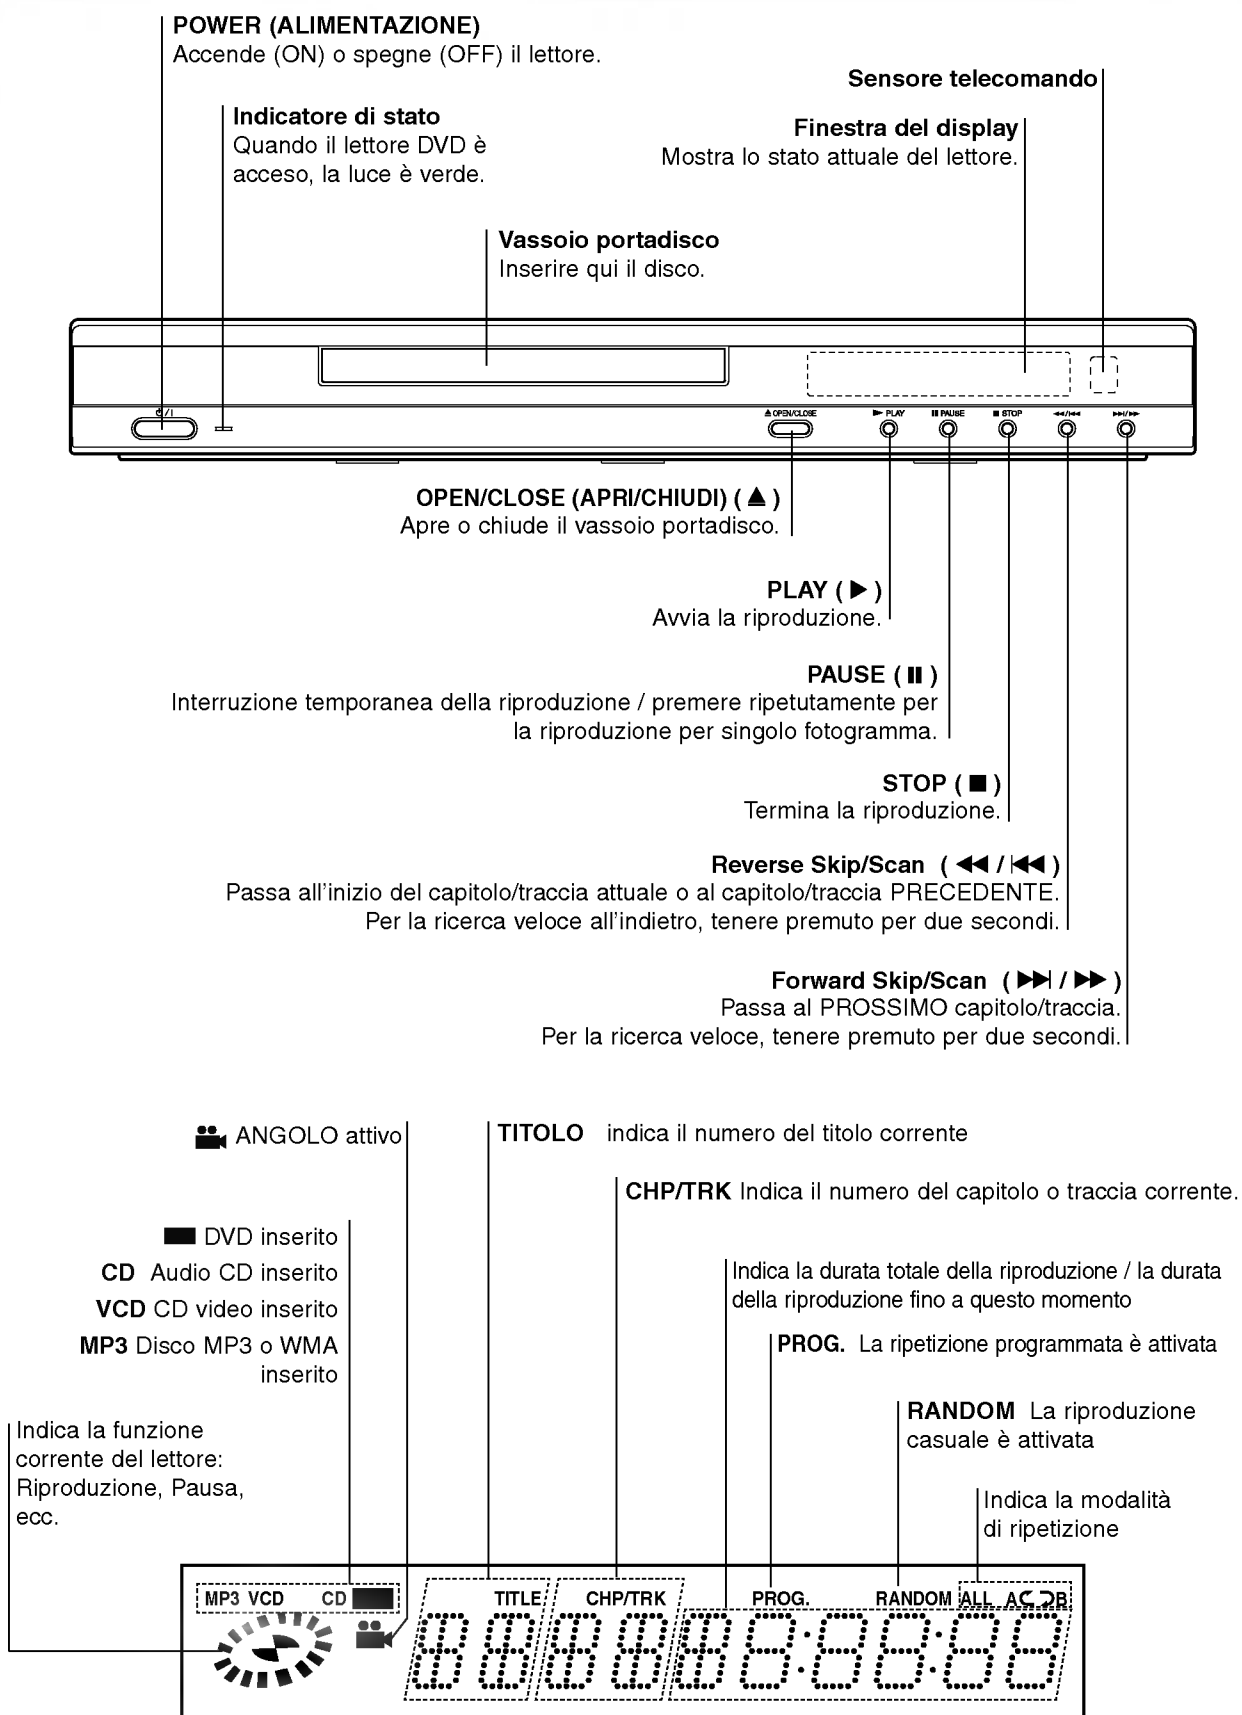 POWER (ALIMENTAZIONE)
Accende (ON) o spegne (OFF) il lettore.
Sensore telecomando
Indicatore di stato
Quando il lettore DVD è
acceso, la luce è verde.
Finestra del display
Mostra lo stato attuale del lettore.
Vassoio portadisco
Inserire qui il disco.
⏻/I
▲ OPEN/CLOSE ► PLAY II PAUSE ■ STOP ◄◄/I◄◄ ►►I/►►
OPEN/CLOSE (APRI/CHIUDI) ( ▲ )
Apre o chiude il vassoio portadisco.
PLAY ( ► )
Avvia la riproduzione.
PAUSE ( II )
Interruzione temporanea della riproduzione / premere ripetutamente per
la riproduzione per singolo fotogramma.
STOP ( ■ )
Termina la riproduzione.
Reverse Skip/Scan ( ◄◄ / I◄◄ )
Passa all'inizio del capitolo/traccia attuale o al capitolo/traccia PRECEDENTE.
Per la ricerca veloce all'indietro, tenere premuto per due secondi.
Forward Skip/Scan ( ►►I / ►► )
Passa al PROSSIMO capitolo/traccia.
Per la ricerca veloce, tenere premuto per due secondi.
ANGOLO attivo
TITOLO indica il numero del titolo corrente
CHP/TRK Indica il numero del capitolo o traccia corrente.
DVD inserito
CD Audio CD inserito
VCD CD video inserito
MP3 Disco MP3 o WMA
inserito
Indica la durata totale della riproduzione / la durata
della riproduzione fino a questo momento
PROG. La ripetizione programmata è attivata
RANDOM La riproduzione
casuale è attivata
Indica la funzione
corrente del lettore:
Riproduzione, Pausa,
ecc.
Indica la modalità
di ripetizione
MP3 VCD CD TITLE CHP/TRK PROG. RANDOM ALL A B